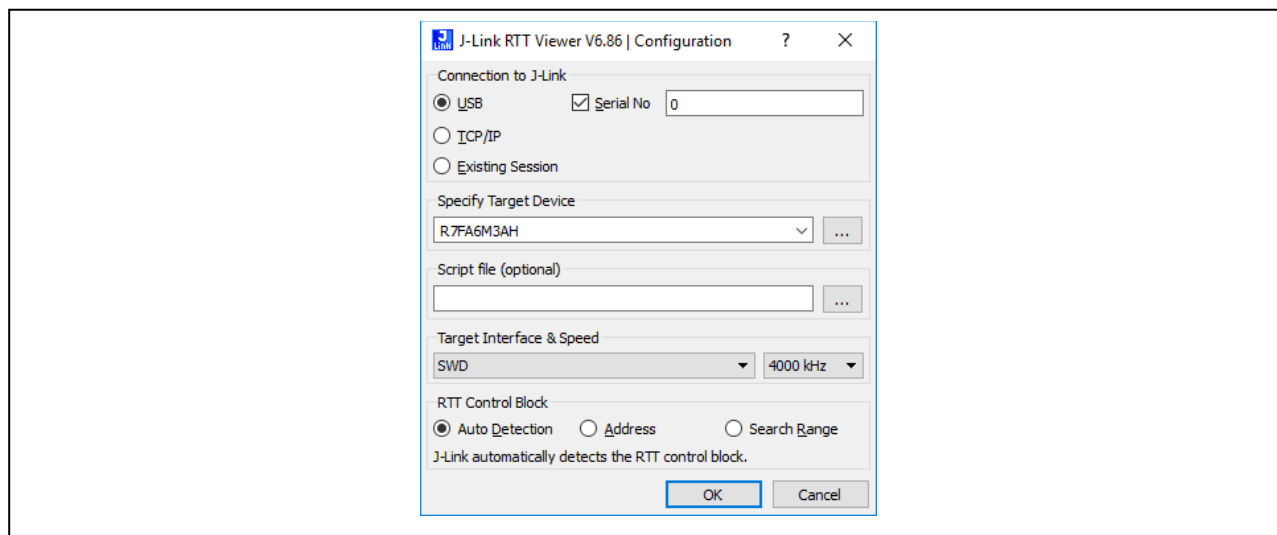 J-Link RTT Viewer V6.86 | Configuration ? X
Connection to J-Link
USB Serial No 0
TCP/IP
Existing Session
Specify Target Device
R7FA6M3AH ...
Script file (optional)
...
Target Interface & Speed
SWD 4000 kHz
RTT Control Block
Auto Detection Address Search Range
J-Link automatically detects the RTT control block.
OK Cancel